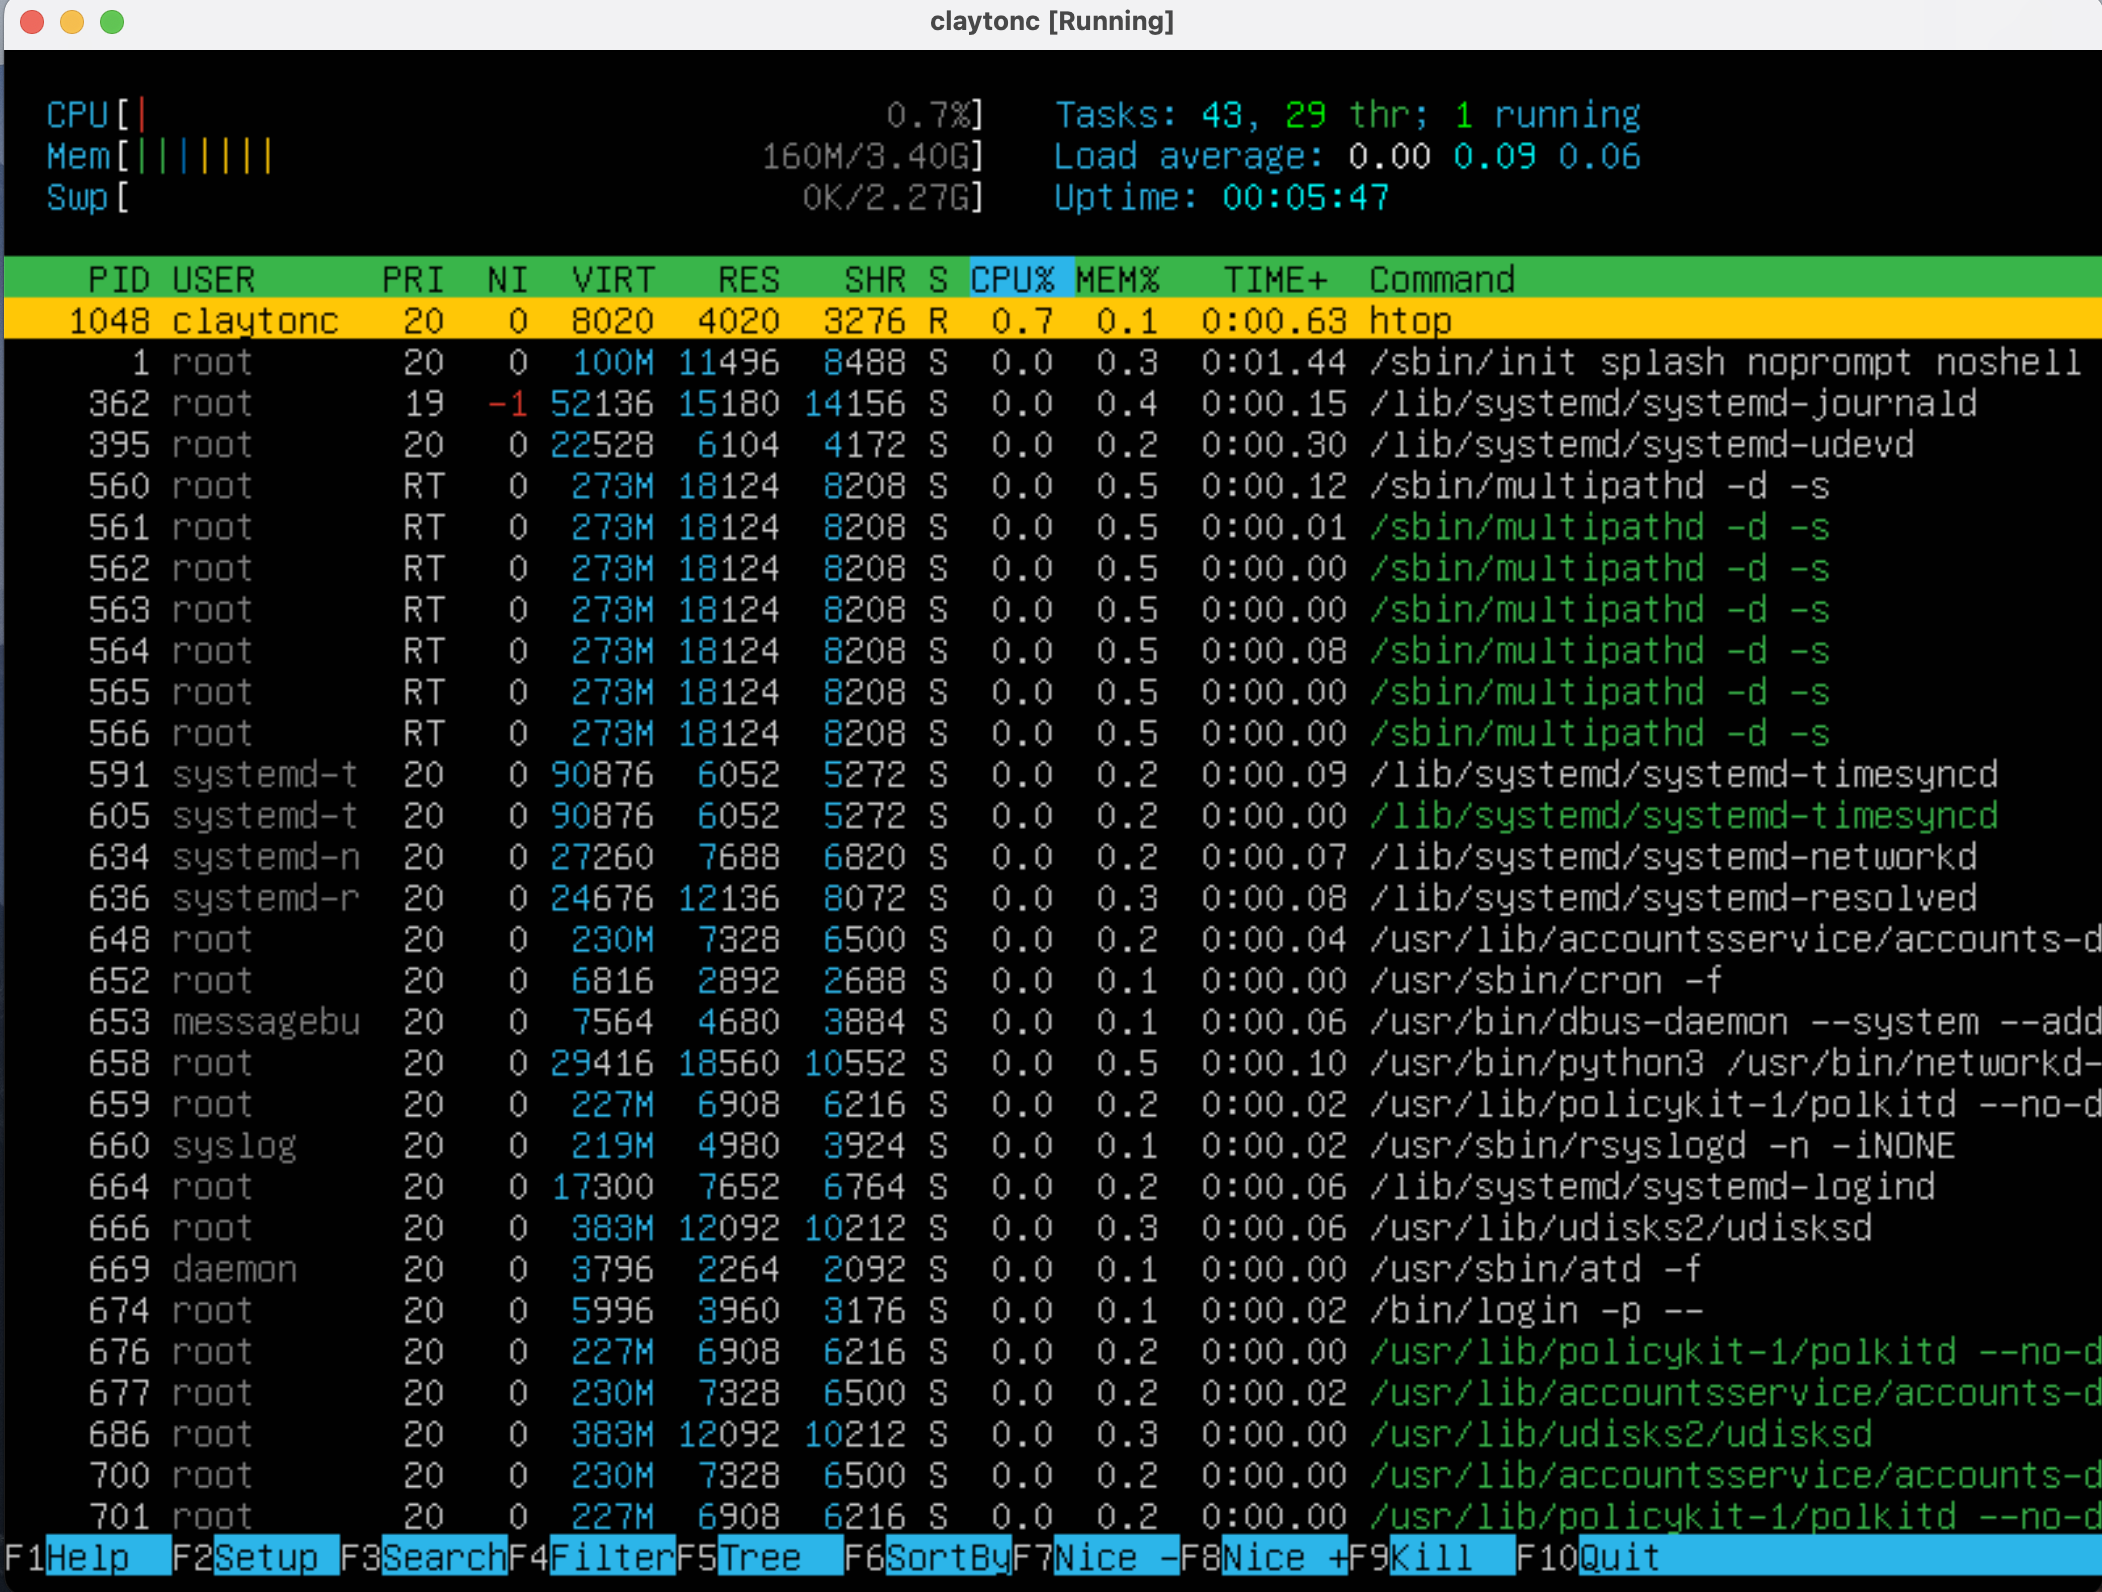 claytonc [Running]
CPU[| 0.7%] Tasks: 43, 29 thr; 1 running
Mem[||||||| 160M/3.40G] Load average: 0.00 0.09 0.06
Swp[ 0K/2.27G] Uptime: 00:05:47
PID USER PRI NI VIRT RES SHR S CPU% MEM% TIME+ Command
1048 claytonc 20 0 8020 4020 3276 R 0.7 0.1 0:00.63 htop
1 root 20 0 100M 11496 8488 S 0.0 0.3 0:01.44 /sbin/init splash noprompt noshell
362 root 19 -1 52136 15180 14156 S 0.0 0.4 0:00.15 /lib/systemd/systemd-journald
395 root 20 0 22528 6104 4172 S 0.0 0.2 0:00.30 /lib/systemd/systemd-udevd
560 root RT 0 273M 18124 8208 S 0.0 0.5 0:00.12 /sbin/multipathd -d -s
561 root RT 0 273M 18124 8208 S 0.0 0.5 0:00.01 /sbin/multipathd -d -s
562 root RT 0 273M 18124 8208 S 0.0 0.5 0:00.00 /sbin/multipathd -d -s
563 root RT 0 273M 18124 8208 S 0.0 0.5 0:00.00 /sbin/multipathd -d -s
564 root RT 0 273M 18124 8208 S 0.0 0.5 0:00.08 /sbin/multipathd -d -s
565 root RT 0 273M 18124 8208 S 0.0 0.5 0:00.00 /sbin/multipathd -d -s
566 root RT 0 273M 18124 8208 S 0.0 0.5 0:00.00 /sbin/multipathd -d -s
591 systemd-t 20 0 90876 6052 5272 S 0.0 0.2 0:00.09 /lib/systemd/systemd-timesyncd
605 systemd-t 20 0 90876 6052 5272 S 0.0 0.2 0:00.00 /lib/systemd/systemd-timesyncd
634 systemd-n 20 0 27260 7688 6820 S 0.0 0.2 0:00.07 /lib/systemd/systemd-networkd
636 systemd-r 20 0 24676 12136 8072 S 0.0 0.3 0:00.08 /lib/systemd/systemd-resolved
648 root 20 0 230M 7328 6500 S 0.0 0.2 0:00.04 /usr/lib/accountsservice/accounts-d
652 root 20 0 6816 2892 2688 S 0.0 0.1 0:00.00 /usr/sbin/cron -f
653 messagebu 20 0 7564 4680 3884 S 0.0 0.1 0:00.06 /usr/bin/dbus-daemon --system --add
658 root 20 0 29416 18560 10552 S 0.0 0.5 0:00.10 /usr/bin/python3 /usr/bin/networkd-
659 root 20 0 227M 6908 6216 S 0.0 0.2 0:00.02 /usr/lib/policykit-1/polkitd --no-d
660 syslog 20 0 219M 4980 3924 S 0.0 0.1 0:00.02 /usr/sbin/rsyslogd -n -iNONE
664 root 20 0 17300 7652 6764 S 0.0 0.2 0:00.06 /lib/systemd/systemd-logind
666 root 20 0 383M 12092 10212 S 0.0 0.3 0:00.06 /usr/lib/udisks2/udisksd
669 daemon 20 0 3796 2264 2092 S 0.0 0.1 0:00.00 /usr/sbin/atd -f
674 root 20 0 5996 3960 3176 S 0.0 0.1 0:00.02 /bin/login -p --
676 root 20 0 227M 6908 6216 S 0.0 0.2 0:00.00 /usr/lib/policykit-1/polkitd --no-d
677 root 20 0 230M 7328 6500 S 0.0 0.2 0:00.02 /usr/lib/accountsservice/accounts-d
686 root 20 0 383M 12092 10212 S 0.0 0.3 0:00.00 /usr/lib/udisks2/udisksd
700 root 20 0 230M 7328 6500 S 0.0 0.2 0:00.00 /usr/lib/accountsservice/accounts-d
701 root 20 0 227M 6908 6216 S 0.0 0.2 0:00.00 /usr/lib/policykit-1/polkitd --no-d
F1Help F2Setup F3SearchF4FilterF5Tree F6SortByF7Nice -F8Nice +F9Kill F10Quit